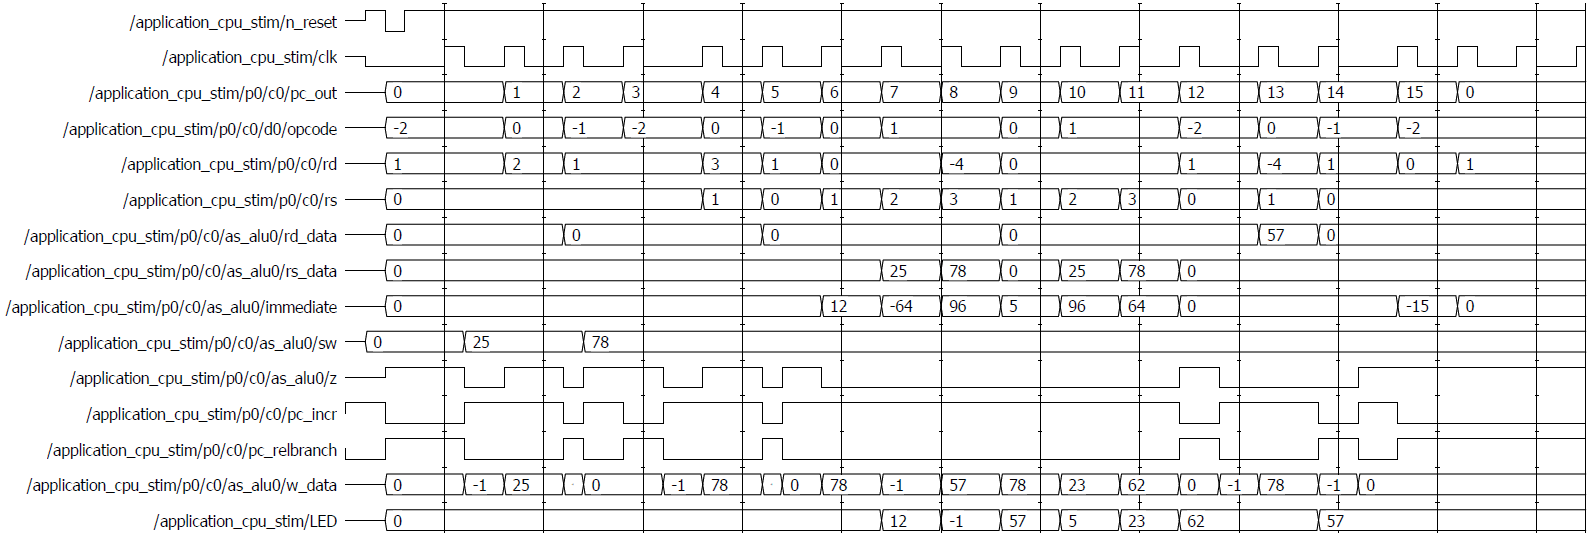 /application_cpu_stim/n_reset
/application_cpu_stim/clk
/application_cpu_stim/p0/c0/pc_out 0 1 2 3 4 5 6 7 8 9 10 11 12 13 14 15 0
/application_cpu_stim/p0/c0/d0/opcode -2 0 -1 -2 0 -1 0 1 0 1 -2 0 -1 -2
/application_cpu_stim/p0/c0/rd 1 2 1 3 1 0 -4 0 1 -4 1 0 1
/application_cpu_stim/p0/c0/rs 0 1 0 1 2 3 1 2 3 0 1 0
/application_cpu_stim/p0/c0/as_alu0/rd_data 0 0 0 0 57 0
/application_cpu_stim/p0/c0/as_alu0/rs_data 0 25 78 0 25 78 0
/application_cpu_stim/p0/c0/as_alu0/immediate 0 12 -64 96 5 96 64 0 -15 0
/application_cpu_stim/p0/c0/as_alu0/sw 0 25 78
/application_cpu_stim/p0/c0/as_alu0/z
/application_cpu_stim/p0/c0/pc_incr
/application_cpu_stim/p0/c0/pc_relbranch
/application_cpu_stim/p0/c0/as_alu0/w_data 0 -1 25 0 -1 78 0 78 -1 57 78 23 62 0 -1 78 -1 0
/application_cpu_stim/LED 0 12 -1 57 5 23 62 57